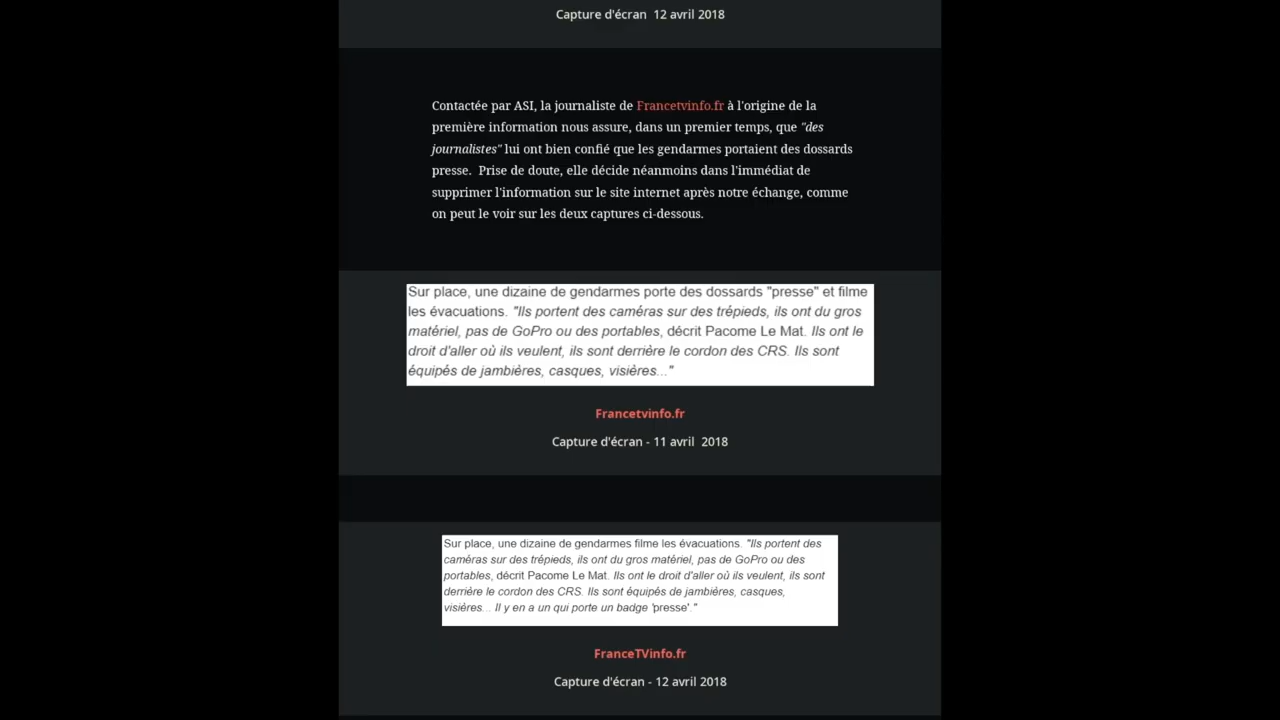 Capture d'écran  12 avril 2018
Contactée par ASI, la journaliste de Francetvinfo.fr à l'origine de la
première information nous assure, dans un premier temps, que "des
journalistes" lui ont bien confié que les gendarmes portaient des dossards
presse.  Prise de doute, elle décide néanmoins dans l'immédiat de
supprimer l'information sur le site internet après notre échange, comme
on peut le voir sur les deux captures ci-dessous.
Sur place, une dizaine de gendarmes porte des dossards "presse" et filme
les évacuations. "Ils portent des caméras sur des trépieds, ils ont du gros
matériel, pas de GoPro ou des portables, décrit Pacome Le Mat. Ils ont le
droit d'aller où ils veulent, ils sont derrière le cordon des CRS. Ils sont
équipés de jambières, casques, visières..."
Francetvinfo.fr
Capture d'écran - 11 avril  2018
Sur place, une dizaine de gendarmes filme les évacuations. "Ils portent des
caméras sur des trépieds, ils ont du gros matériel, pas de GoPro ou des
portables, décrit Pacome Le Mat. Ils ont le droit d'aller où ils veulent, ils sont
derrière le cordon des CRS. Ils sont équipés de jambières, casques,
visières... Il y en a un qui porte un badge 'presse'."
FranceTVinfo.fr
Capture d'écran - 12 avril 2018